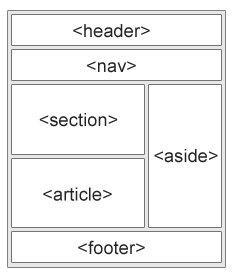 <header>
<nav>
<section>
<aside>
<article>
<footer>